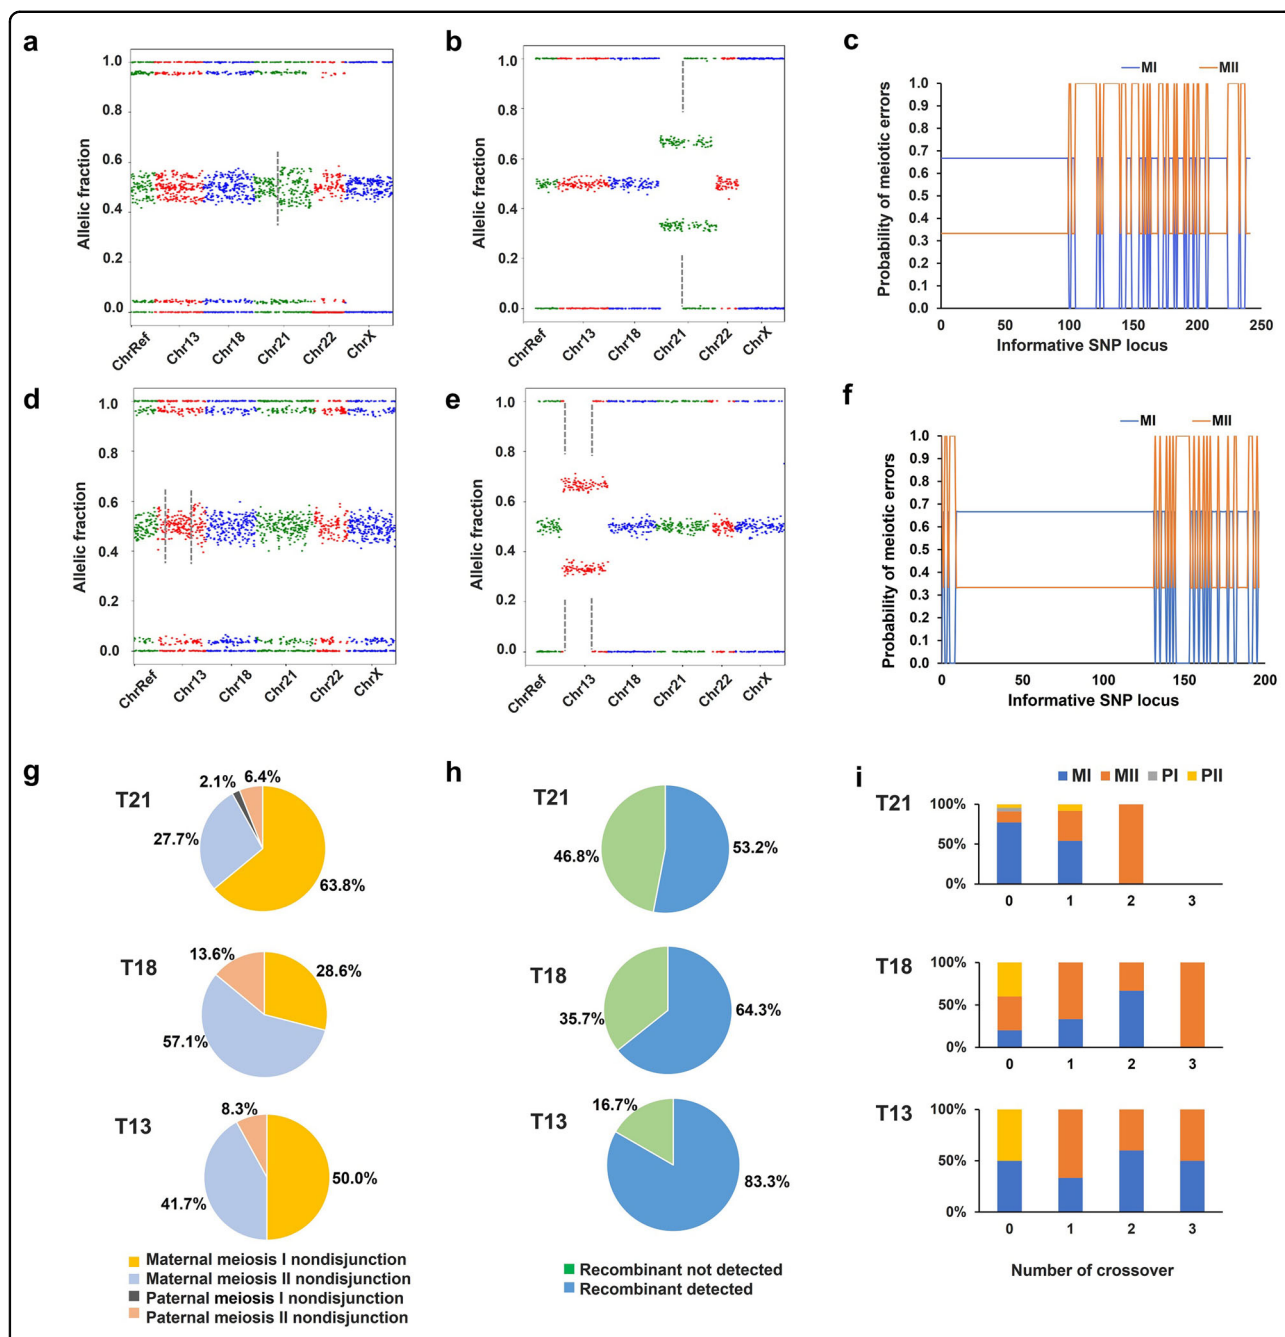 a
Allelic fraction
1.0
0.8
0.6
0.4
0.2
0.0
ChrRef
Chr13
Chr18
Chr21
Chr22
ChrX
b
Allelic fraction
1.0
0.8
0.6
0.4
0.2
0.0
ChrRef
Chr13
Chr18
Chr21
Chr22
ChrX
c
MI
MII
Probability of meiotic errors
1.0
0.9
0.8
0.7
0.6
0.5
0.4
0.3
0.2
0.1
0.0
0
50
100
150
200
250
Informative SNP locus
d
Allelic fraction
1.0
0.8
0.6
0.4
0.2
0.0
ChrRef
Chr13
Chr18
Chr21
Chr22
ChrX
e
Allelic fraction
1.0
0.8
0.6
0.4
0.2
0.0
ChrRef
Chr13
Chr18
Chr21
Chr22
ChrX
f
MI
MII
Probability of meiotic errors
1.0
0.9
0.8
0.7
0.6
0.5
0.4
0.3
0.2
0.1
0.0
0
50
100
150
200
Informative SNP locus
g
T21
2.1%
6.4%
27.7%
63.8%
T18
13.6%
28.6%
57.1%
T13
8.3%
41.7%
50.0%
Maternal meiosis I nondisjunction
Maternal meiosis II nondisjunction
Paternal meiosis I nondisjunction
Paternal meiosis II nondisjunction
h
T21
46.8%
53.2%
T18
35.7%
64.3%
T13
16.7%
83.3%
Recombinant not detected
Recombinant detected
i
MI
MII
PI
PII
T21
100%
50%
0%
0
1
2
3
T18
100%
50%
0%
0
1
2
3
T13
100%
50%
0%
0
1
2
3
Number of crossover